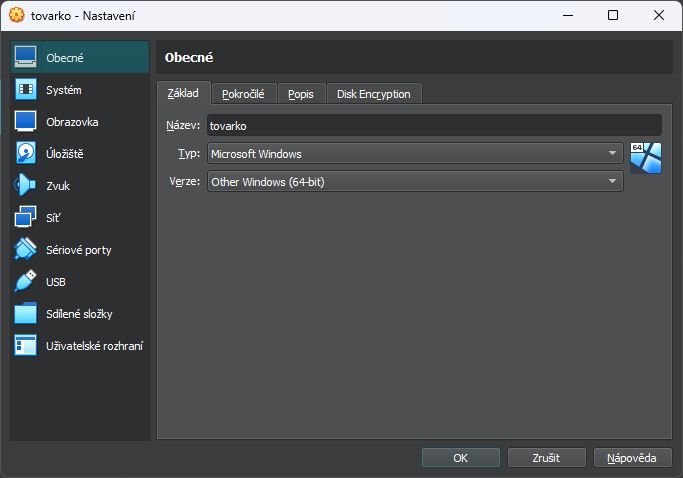 tovarko - Nastavení
Obecné
Systém
Obrazovka
Úložiště
Zvuk
Síť
Sériové porty
USB
Sdílené složky
Uživatelské rozhraní
Obecné
Základ
Pokročilé
Popis
Disk Encryption
Název: tovarko
Typ: Microsoft Windows
64
Verze: Other Windows (64-bit)
OK
Zrušit
Nápověda